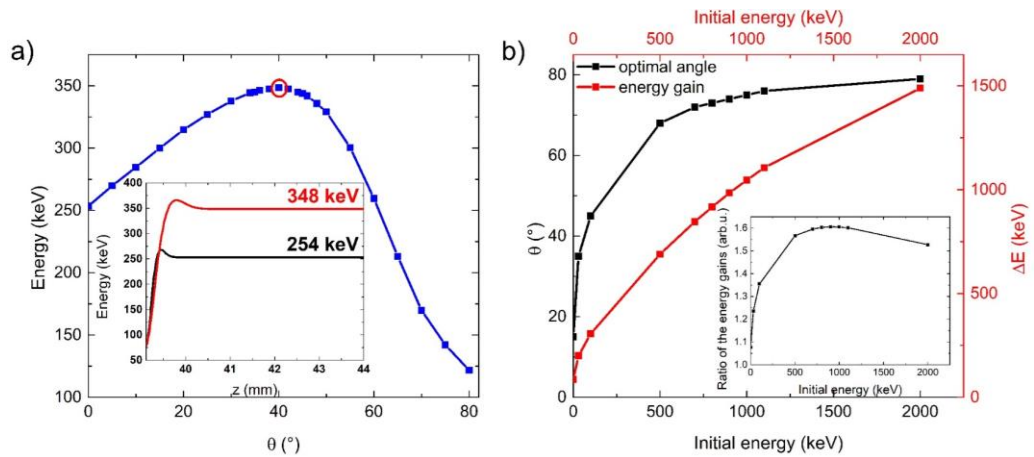 a)
350
300
250
200
150
100
Energy (keV)
0 20 40 60 80
θ (°)
400
350
300
250
200
150
100
50
Energy (keV)
348 keV
254 keV
40 41 42 43 44
z (mm)
b)
Initial energy (keV)
0 500 1000 1500 2000
optimal angle
energy gain
80
60
40
20
0
θ (°)
1500
1000
500
0
ΔE (keV)
0 500 1000 1500 2000
Initial energy (keV)
1.6
1.5
1.4
1.3
1.2
1.1
1.0
Ratio of the energy gains (arb.u.)
500 1000 1500 2000
Initial energy (keV)